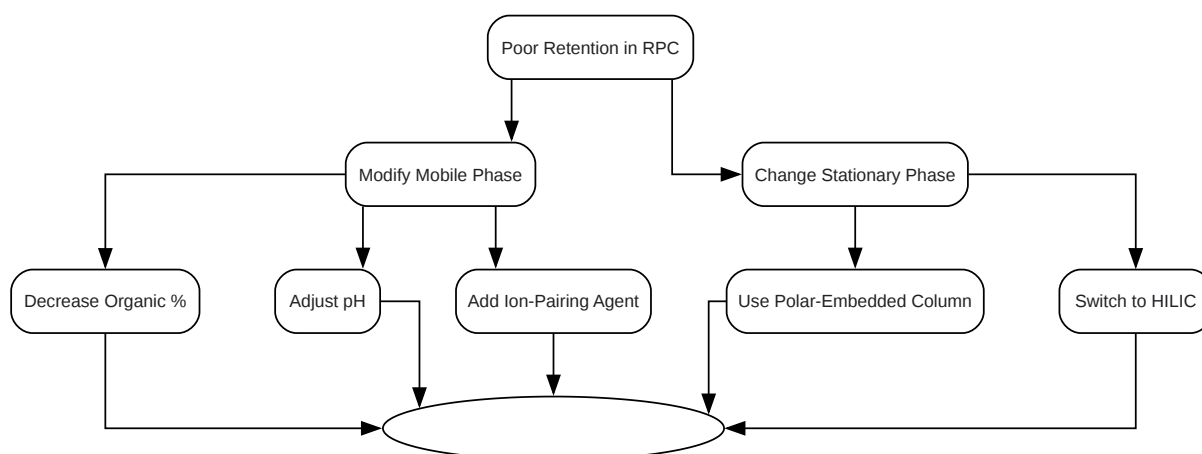 Poor Retention in RPC
Modify Mobile Phase
Change Stationary Phase
Decrease Organic %
Adjust pH
Add Ion-Pairing Agent
Use Polar-Embedded Column
Switch to HILIC